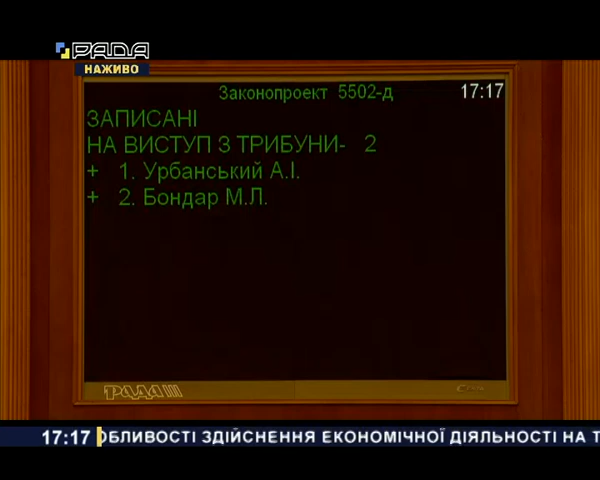 РАДА
НАЖИВО
Законопроект 5502-д
17:17
ЗАПИСАНІ
НА ВИСТУП З ТРИБУНИ- 2
+ 1. Урбанський А.І.
+ 2. Бондар М.Л.
РАДА III
17:17
ОБЛИВОСТІ ЗДІЙСНЕННЯ ЕКОНОМІЧНОЇ ДІЯЛЬНОСТІ НА Т